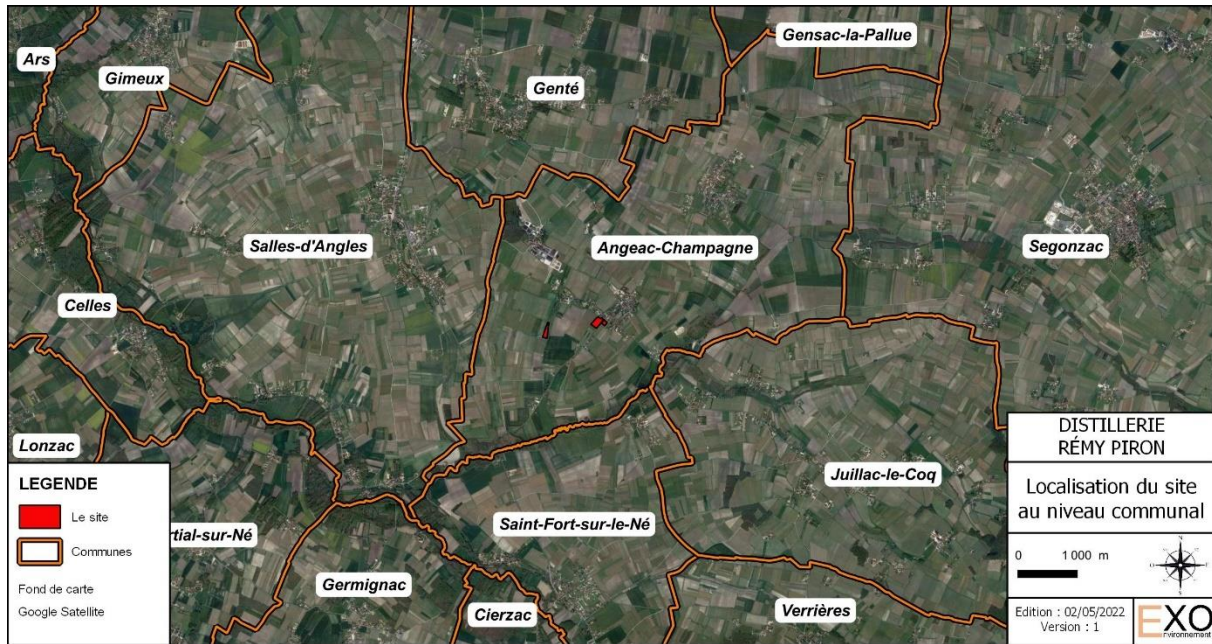 Gensac-la-Pallue
Ars
Gimeux
Genté
Salles-d'Angles
Angeac-Champagne
Segonzac
Celles
Lonzac
Juillac-le-Coq
rtial-sur-Né
Saint-Fort-sur-le-Né
Germignac
Cierzac
Verrières
LEGENDE
Le site
Communes
Fond de carte
Google Satellite
DISTILLERIE
RÉMY PIRON
Localisation du site
au niveau communal
0 1 000 m
Edition : 02/05/2022
Version : 1
EXO
nvironnement